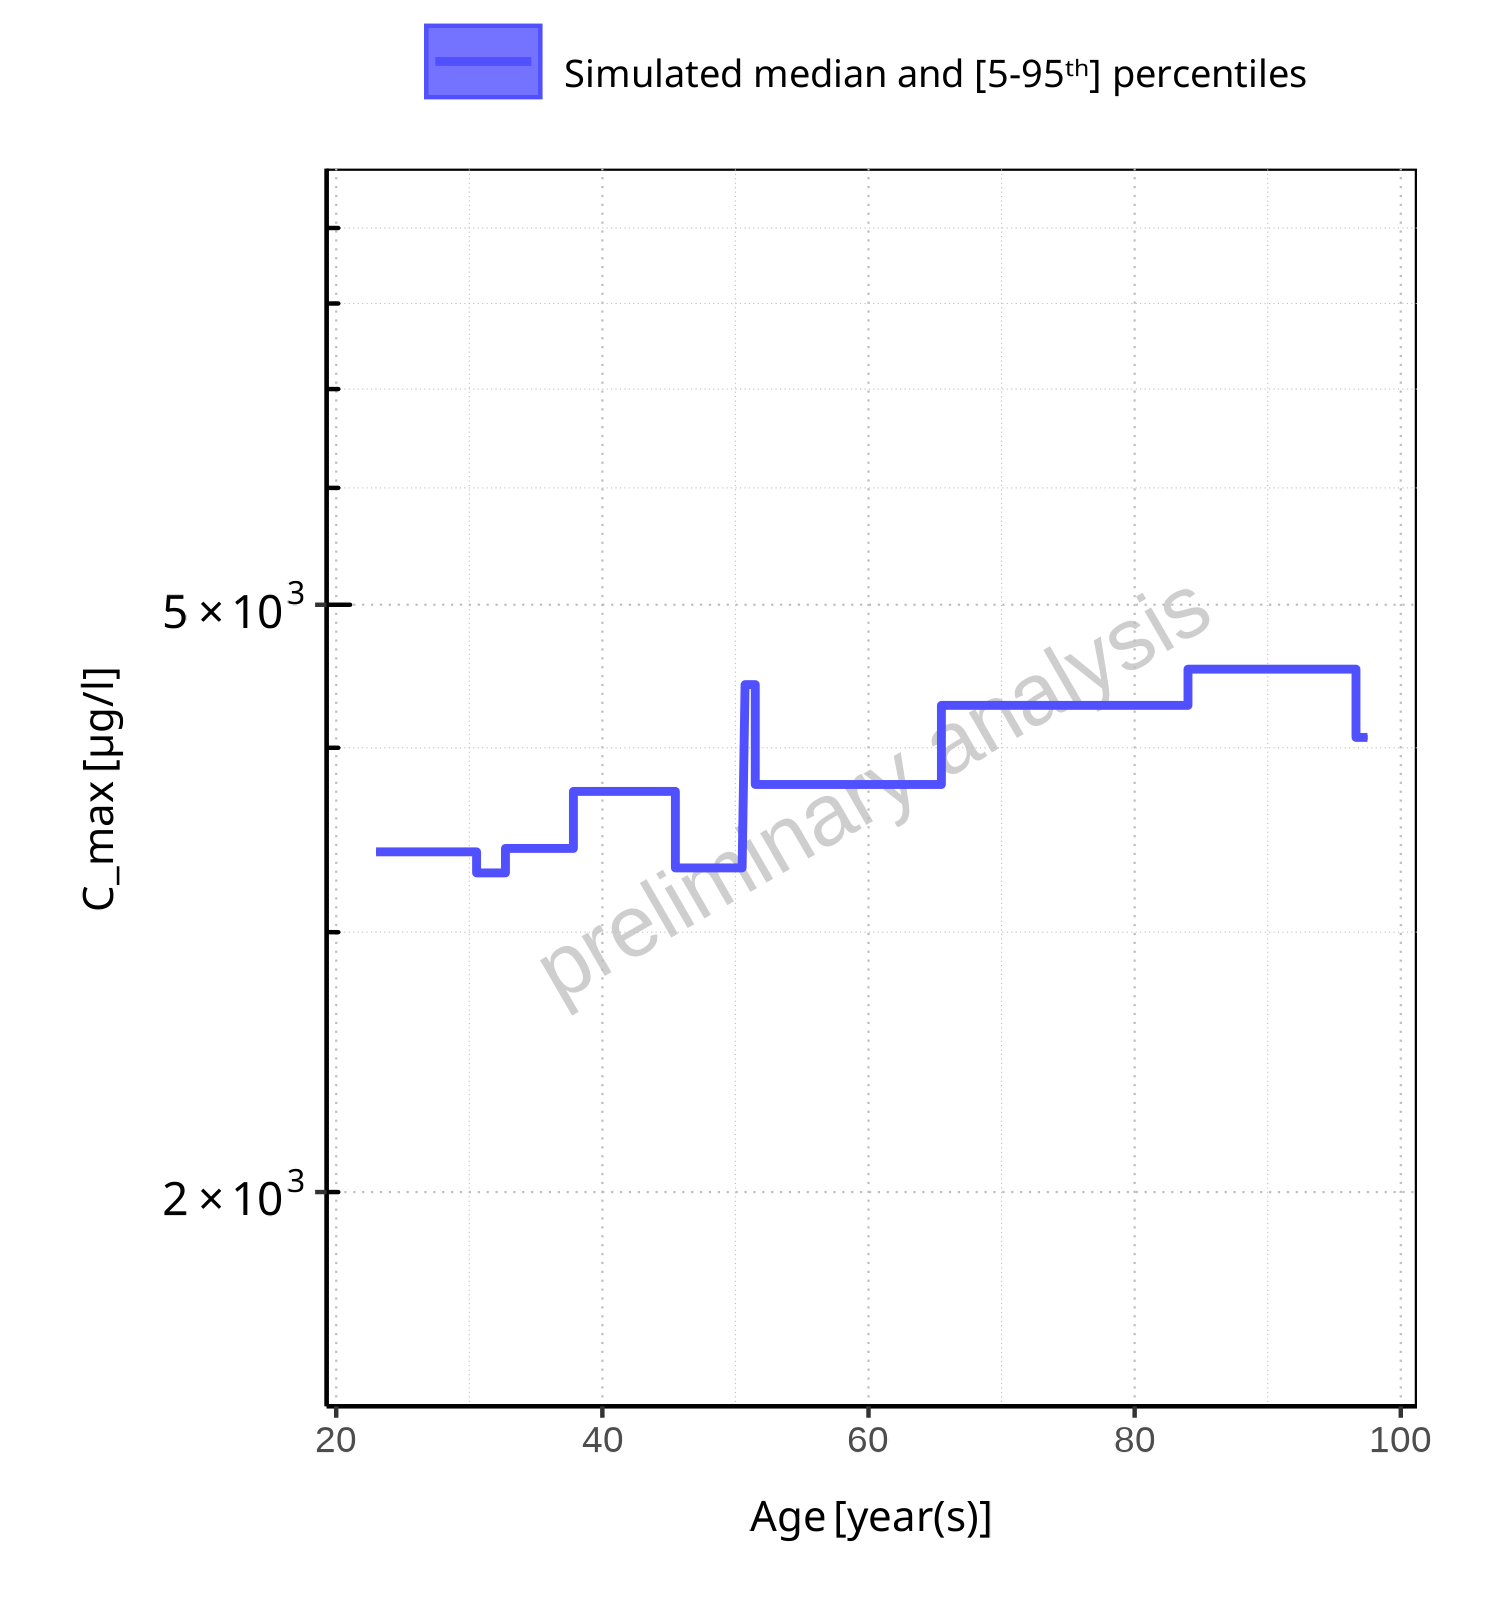 Simulated median and [5-95ᵗʰ] percentiles
5 × 10³
C_max [µg/l]
preliminary analysis
2 × 10³
20 40 60 80 100
Age [year(s)]